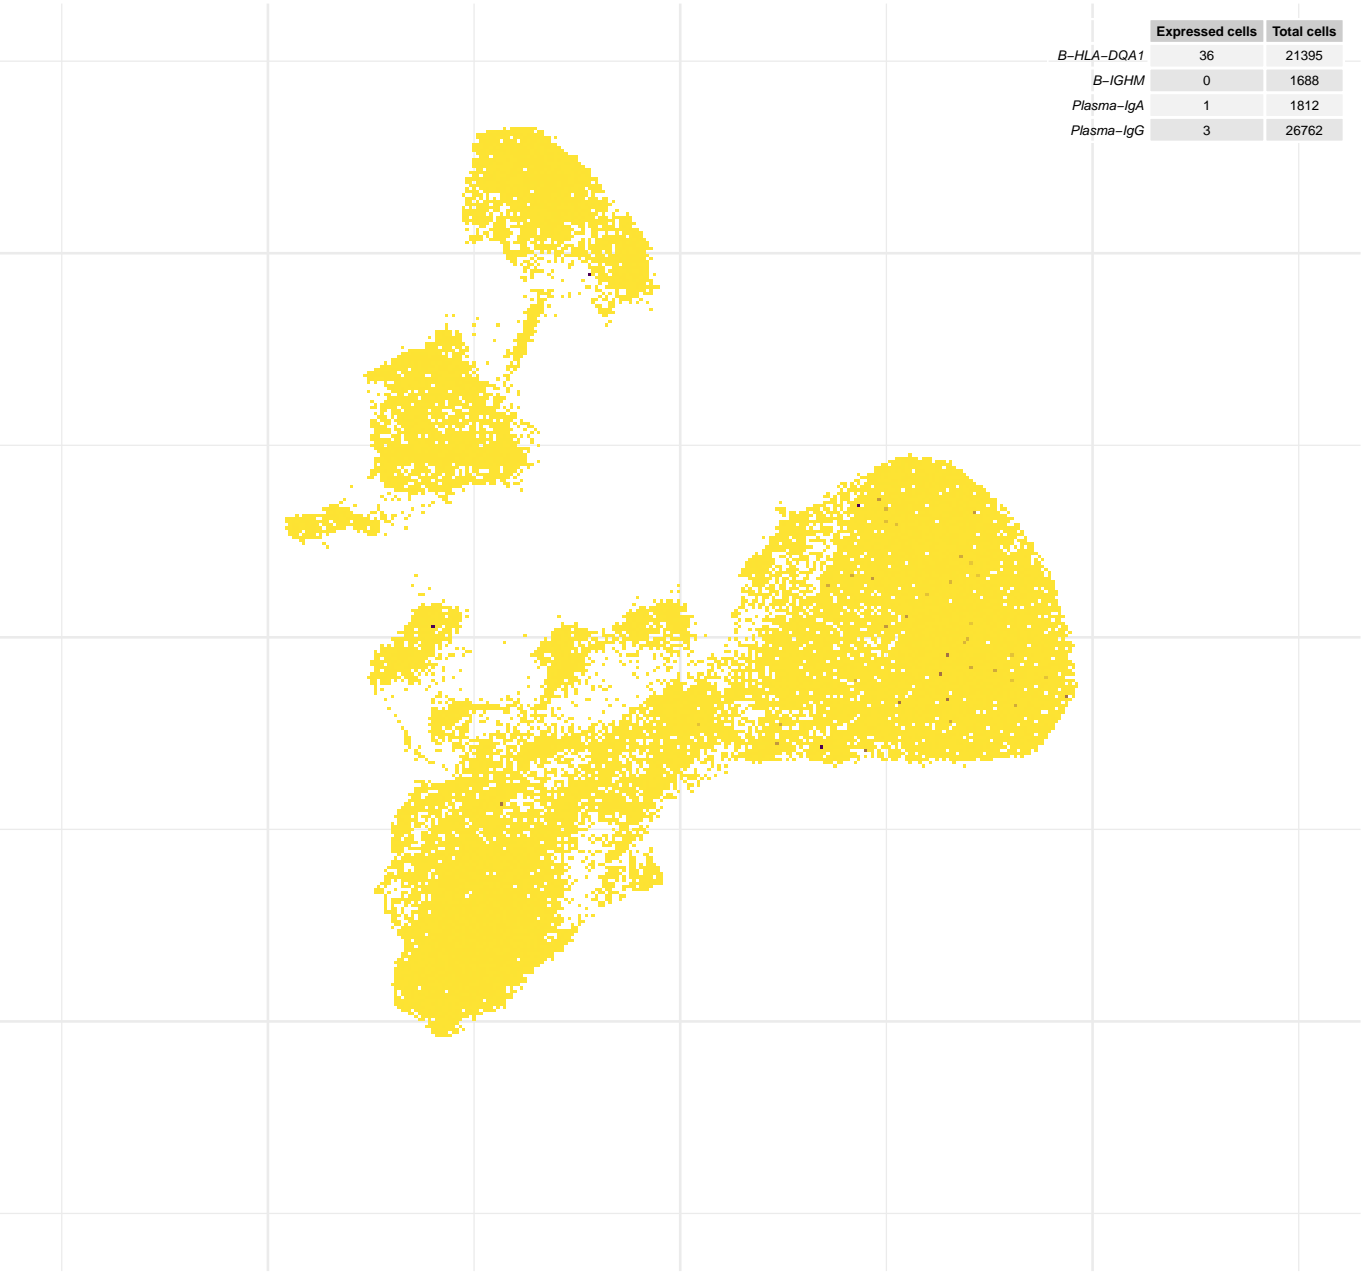 Expressed cells Total cells
B−HLA−DQA1 36 21395
B−IGHM 0 1688
Plasma−IgA 1 1812
Plasma−IgG 3 26762